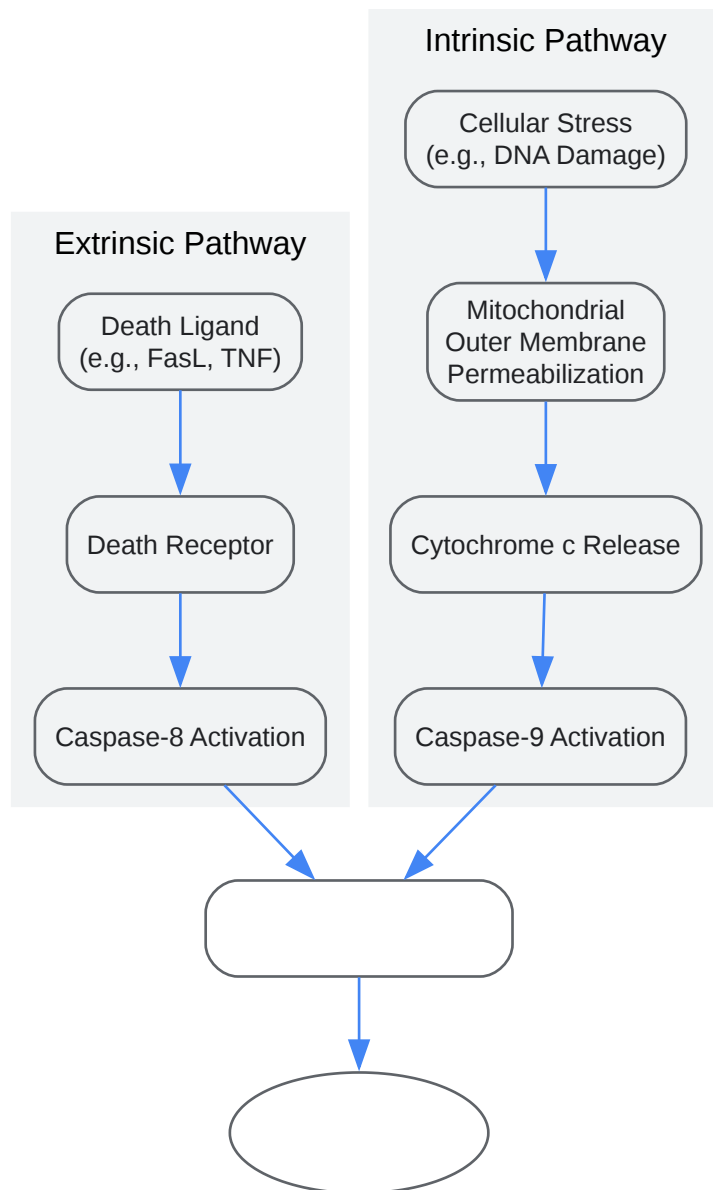 Intrinsic Pathway
Cellular Stress
(e.g., DNA Damage)
Extrinsic Pathway
Death Ligand
(e.g., FasL, TNF)
Mitochondrial
Outer Membrane
Permeabilization
Death Receptor
Cytochrome c Release
Caspase-8 Activation
Caspase-9 Activation